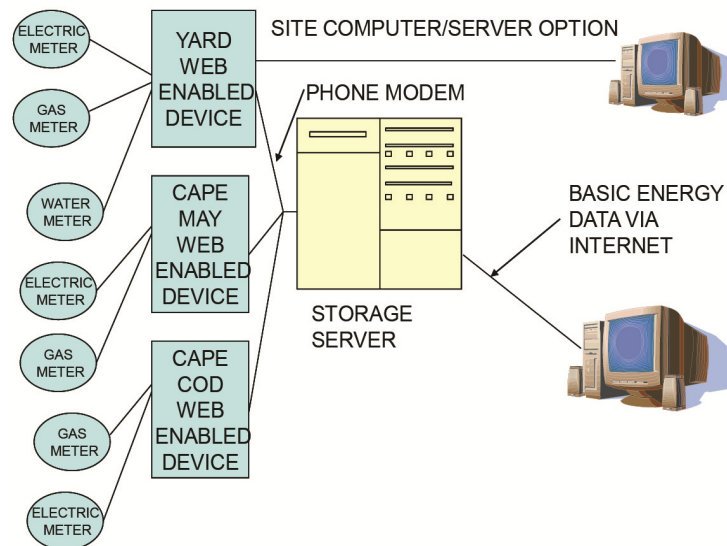 ELECTRIC
METER
GAS
METER
WATER
METER
ELECTRIC
METER
GAS
METER
GAS
METER
ELECTRIC
METER
YARD
WEB
ENABLED
DEVICE
CAPE
MAY
WEB
ENABLED
DEVICE
CAPE
COD
WEB
ENABLED
DEVICE
SITE COMPUTER/SERVER OPTION
PHONE MODEM
STORAGE
SERVER
BASIC ENERGY
DATA VIA
INTERNET